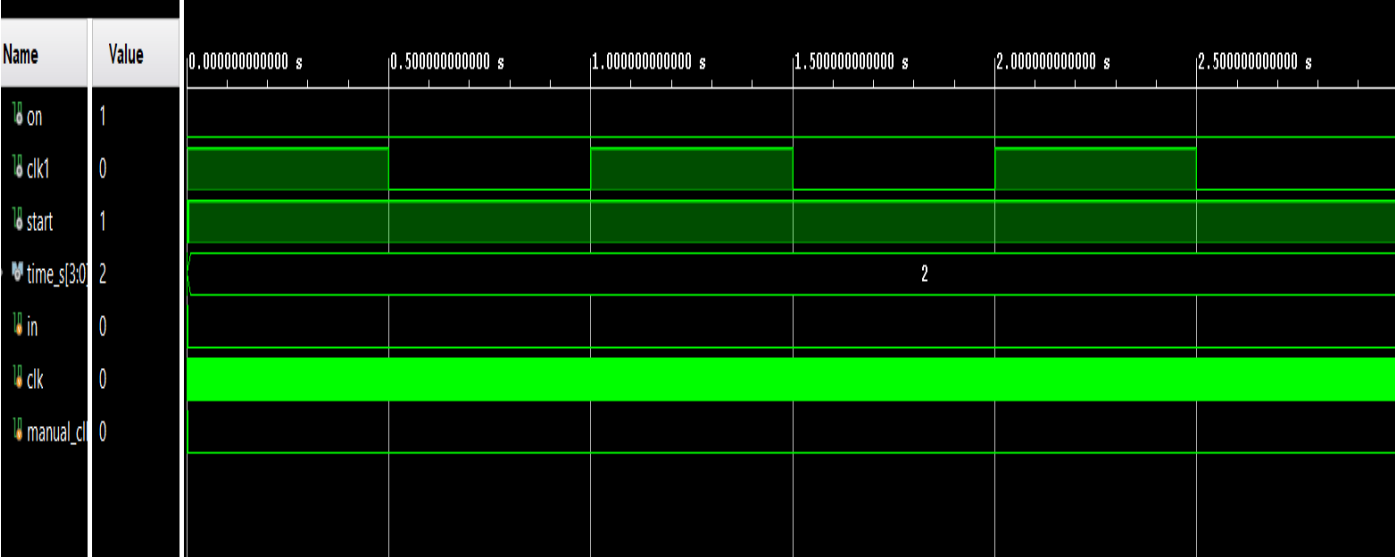 Name Value 0.000000000000 s 0.500000000000 s 1.000000000000 s 1.500000000000 s 2.000000000000 s 2.500000000000 s
on 1
clk1 0
start 1
time_s[3:0] 2 2
in 0
clk 0
manual_cl 0